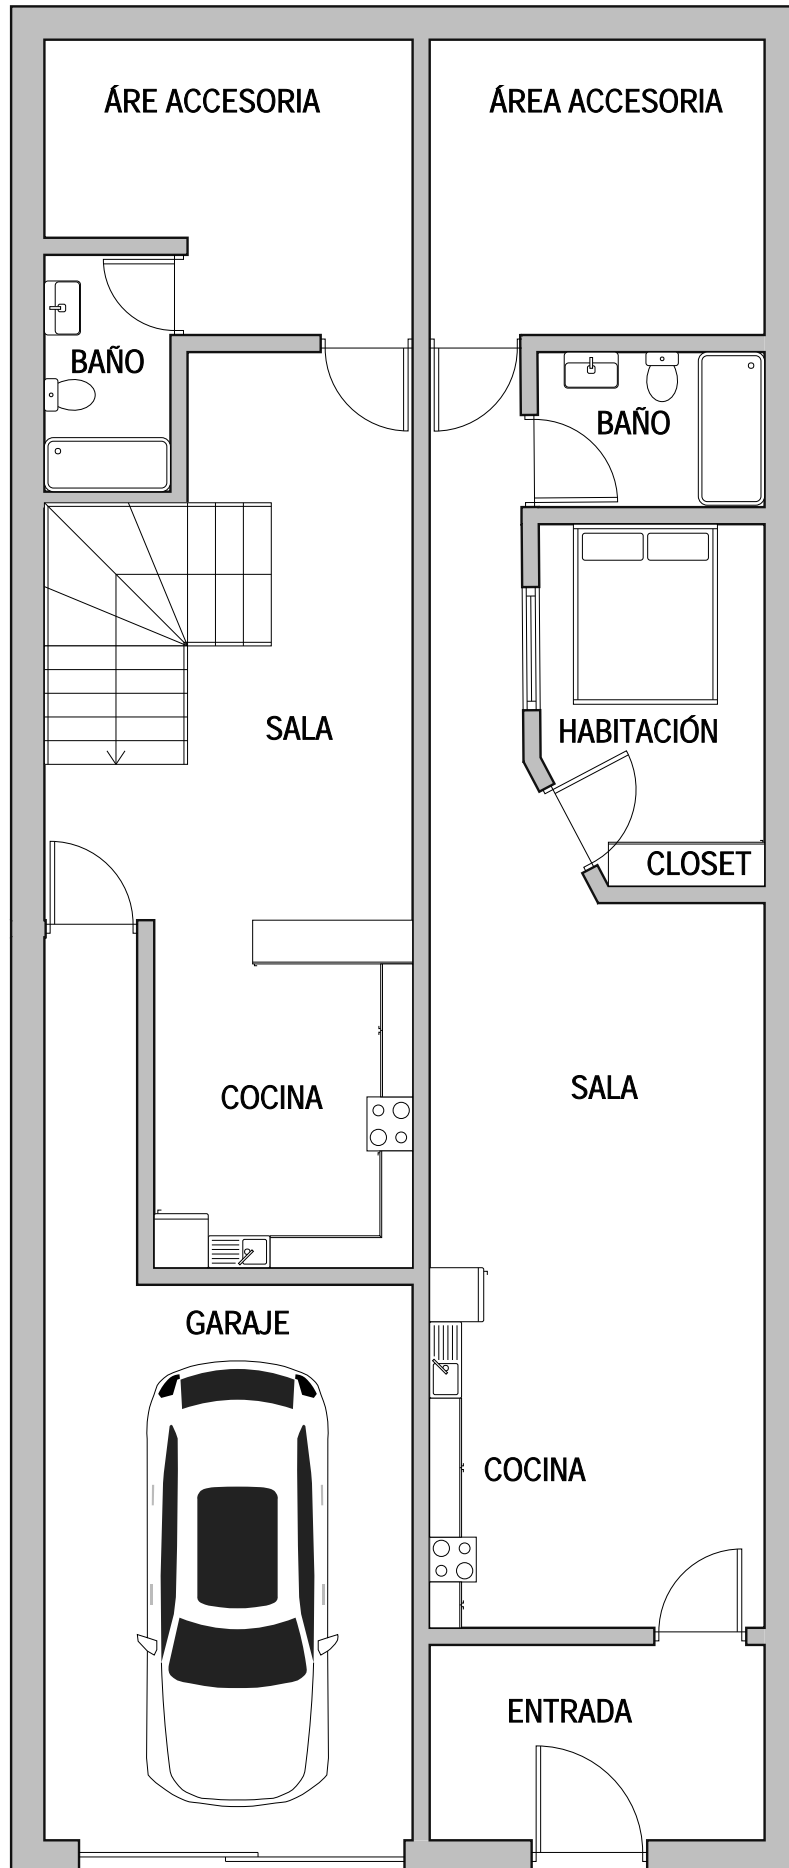 ÁRE ACCESORIA
ÁREA ACCESORIA
BAÑO
BAÑO
SALA
HABITACIÓN
CLOSET
COCINA
SALA
GARAJE
COCINA
ENTRADA